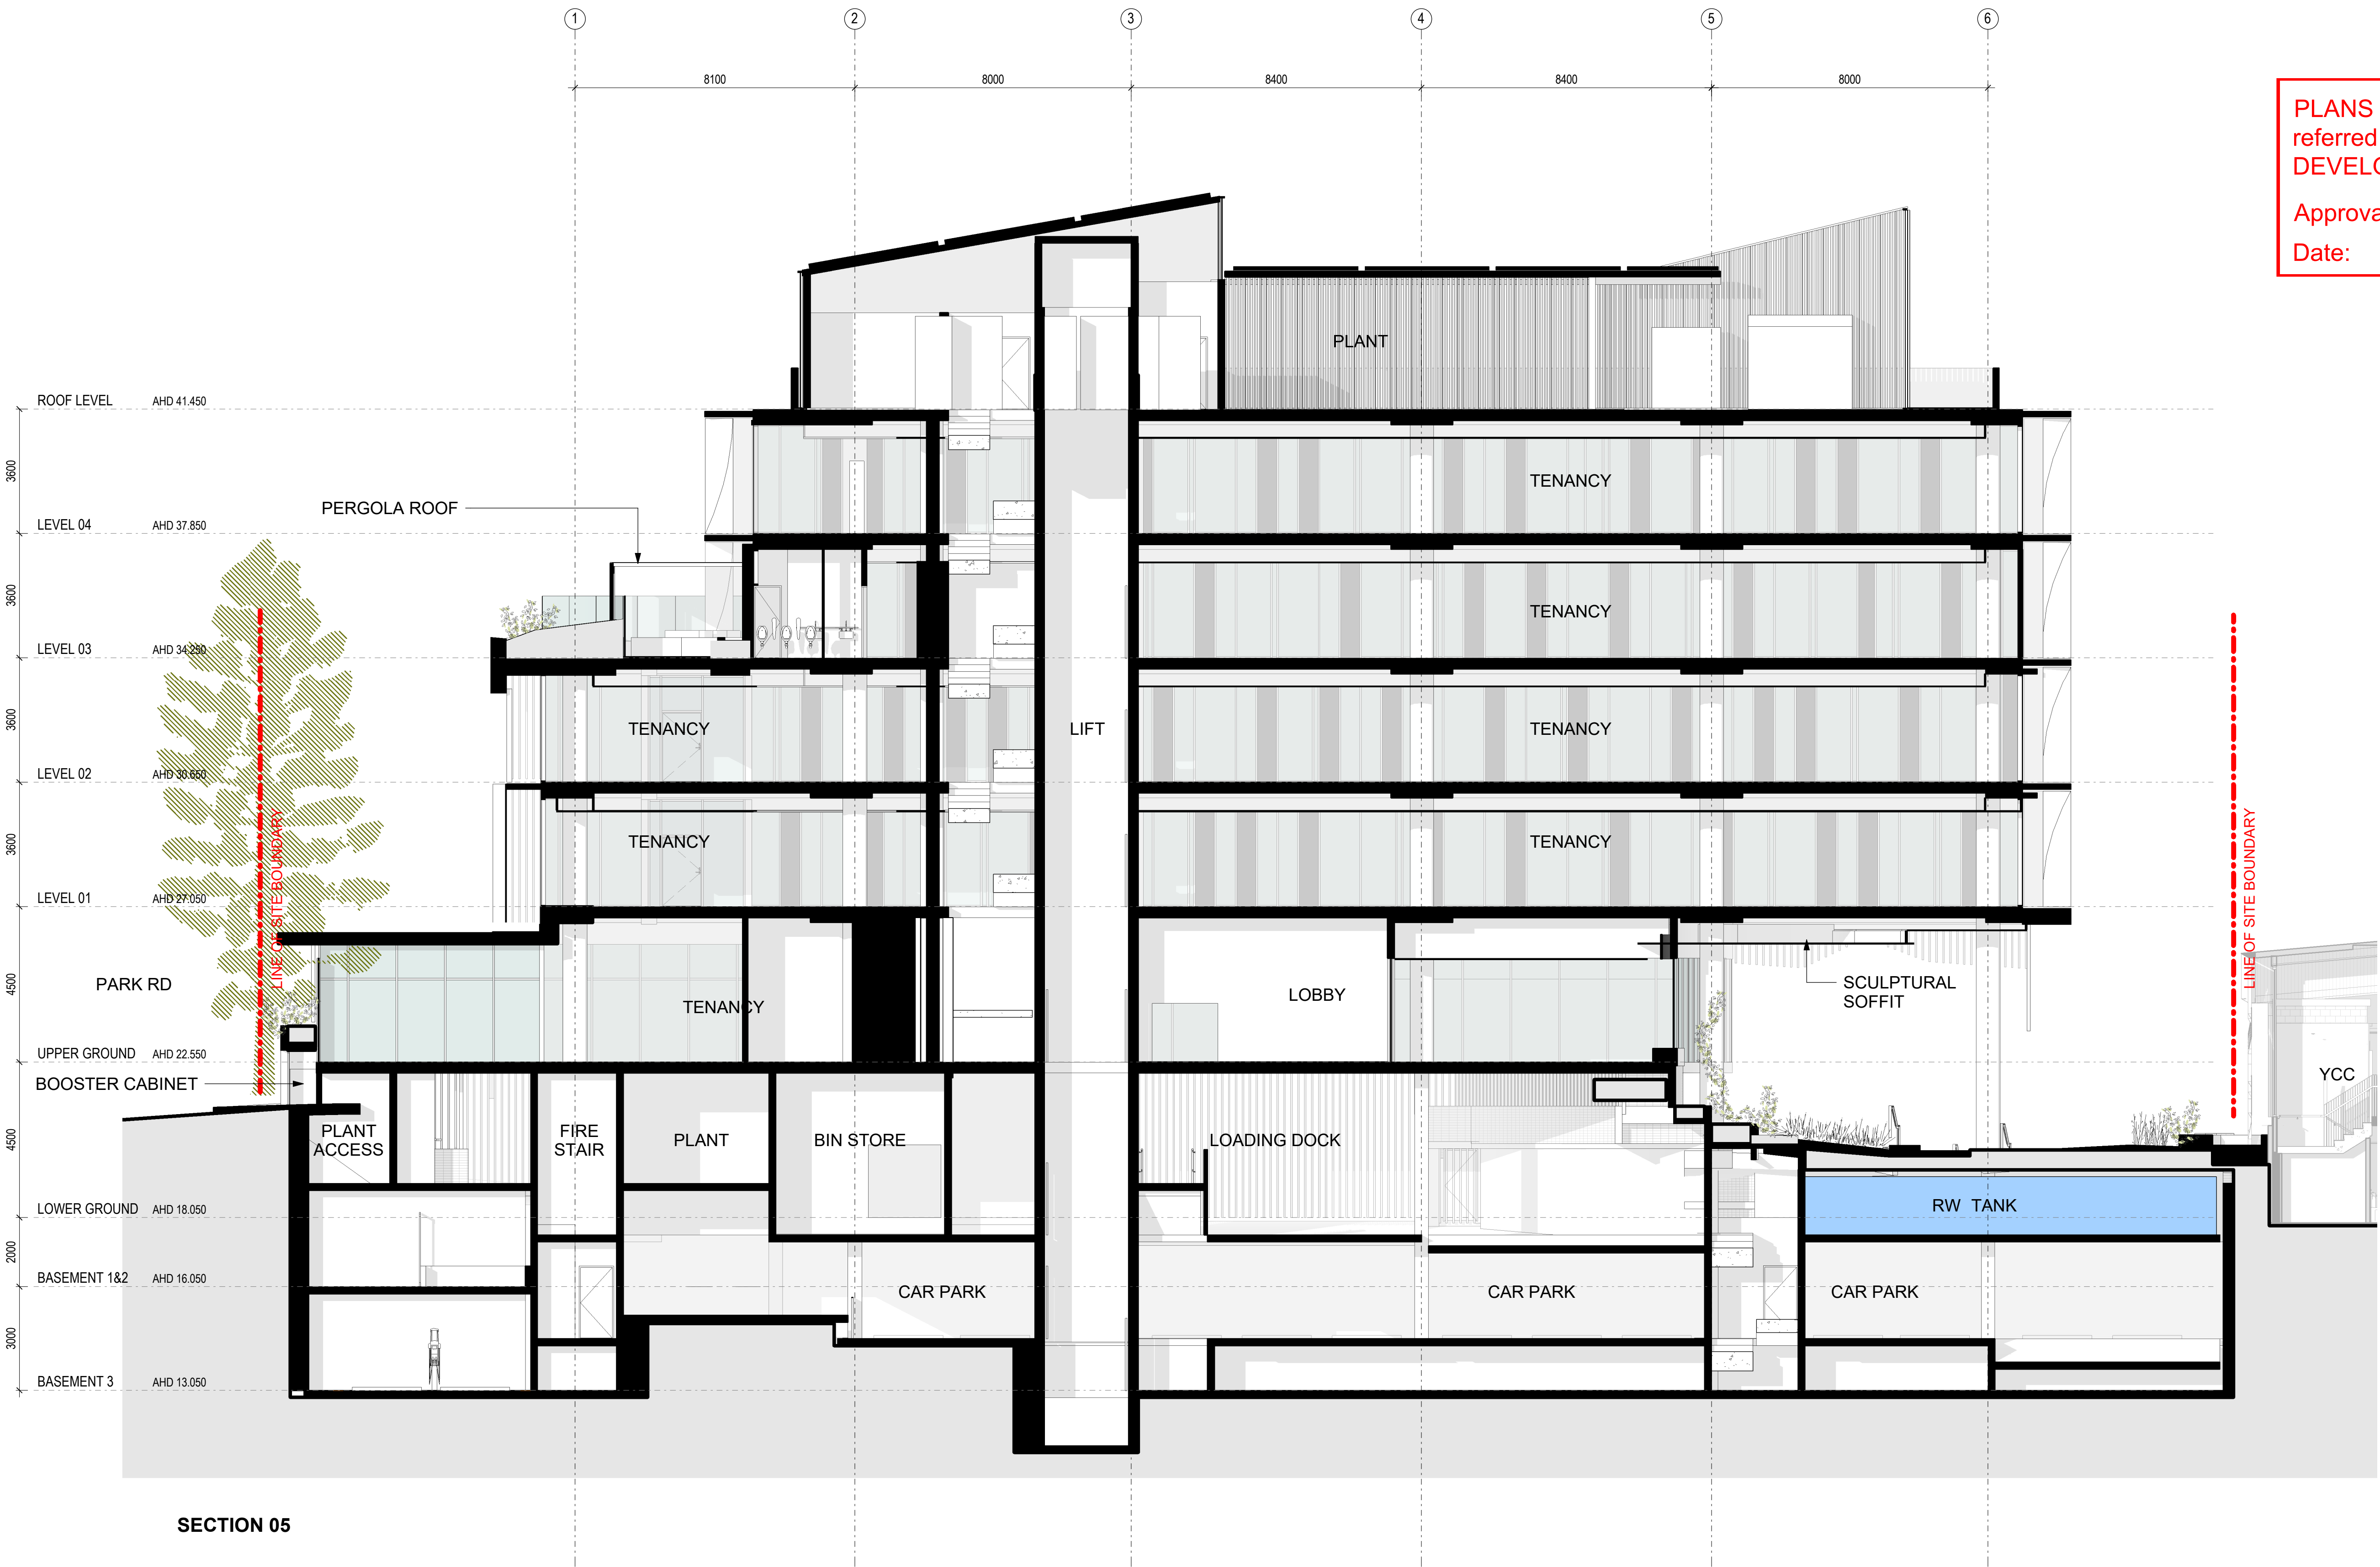 1 2 3 4 5 6
8100 8000 8400 8400 8000
PLANS
referred
DEVELO
Approva
Date:
PLANT
ROOF LEVEL AHD 41.450
3600
TENANCY
PERGOLA ROOF
LEVEL 04 AHD 37.850
3600
TENANCY
LEVEL 03 AHD 34.250
3600
TENANCY LIFT TENANCY
LEVEL 02 AHD 30.650
3600
TENANCY TENANCY
LINE OF SITE BOUNDARY
LINE OF SITE BOUNDARY
LEVEL 01 AHD 27.050
4500
PARK RD
TENANCY
LOBBY
SCULPTURAL
SOFFIT
UPPER GROUND AHD 22.550
BOOSTER CABINET
YCC
4500
PLANT
ACCESS
FIRE
STAIR
PLANT
BIN STORE
LOADING DOCK
LOWER GROUND AHD 18.050
RW TANK
2000
BASEMENT 1&2 AHD 16.050
CAR PARK CAR PARK CAR PARK
3000
BASEMENT 3 AHD 13.050
SECTION 05